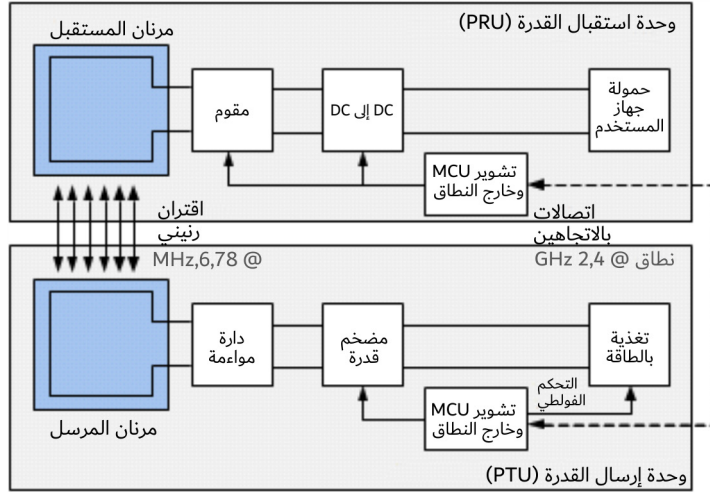 وحدة استقبال القدرة (PRU)
مرنان المستقبل
مقوم
DC إلى DC
حمولة
جهاز
المستخدم
تشوير MCU
وخارج النطاق
اقتران
رنيني
MHz,6,78 @
اتصالات
بالاتجاهين
نطاق @ GHz 2,4
دارة
مواءمة
مضخم
قدرة
تغذية
بالطاقة
التحكم
الفولطي
تشوير MCU
وخارج النطاق
مرنان المرسل
وحدة إرسال القدرة (PTU)